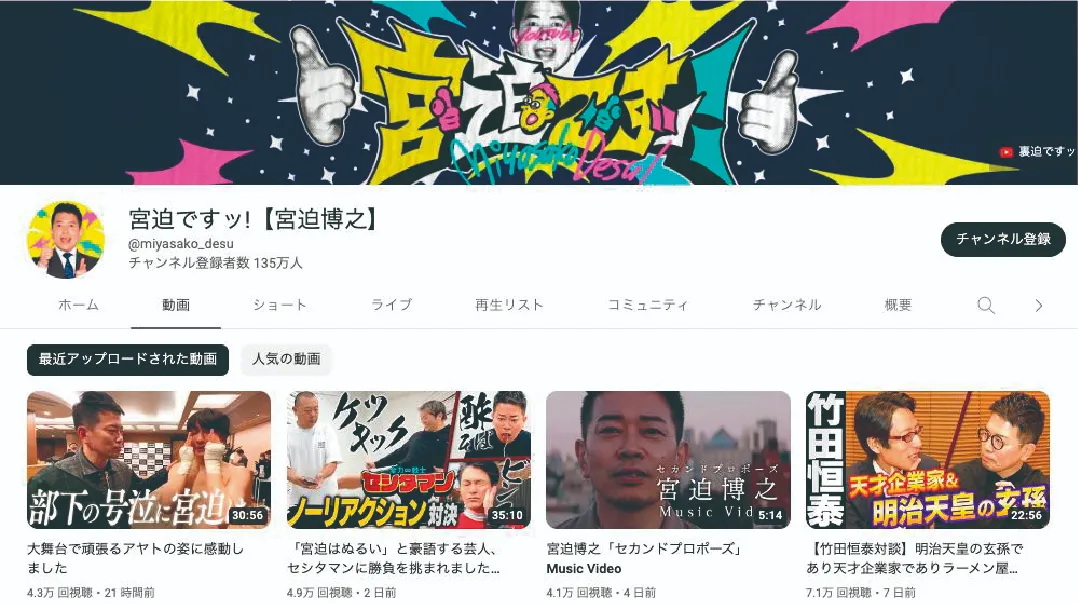 YouTube
宮迫ですッ
Miyasako Desu!
裏迫ですッ
宮迫ですッ!【宮迫博之】
@miyasako_desu
チャンネル登録者数 135万人
チャンネル登録
ホーム 動画 ショート ライブ 再生リスト コミュニティ チャンネル 概要
最近アップロードされた動画 人気の動画
部下の号泣に宮迫
30:56
ケツ
キック
酢
そば
セシタマン
ノーリアクション対決
35:10
セカンドプロポーズ
宮迫博之
Music Vid
5:14
竹田恒泰
天才企業家&
明治天皇の玄孫
22:56
大舞台で頑張るアヤトの姿に感動し
ました
4.3万 回視聴・21 時間前
「宮迫はぬるい」と豪語する芸人、
セシタマンに勝負を挑まれました...
4.9万 回視聴・2 日前
宮迫博之「セカンドプロポーズ」
Music Video
4.1万 回視聴・4 日前
【竹田恒泰対談】明治天皇の玄孫で
あり天才企業家でありラーメン屋...
7.1万 回視聴・7 日前